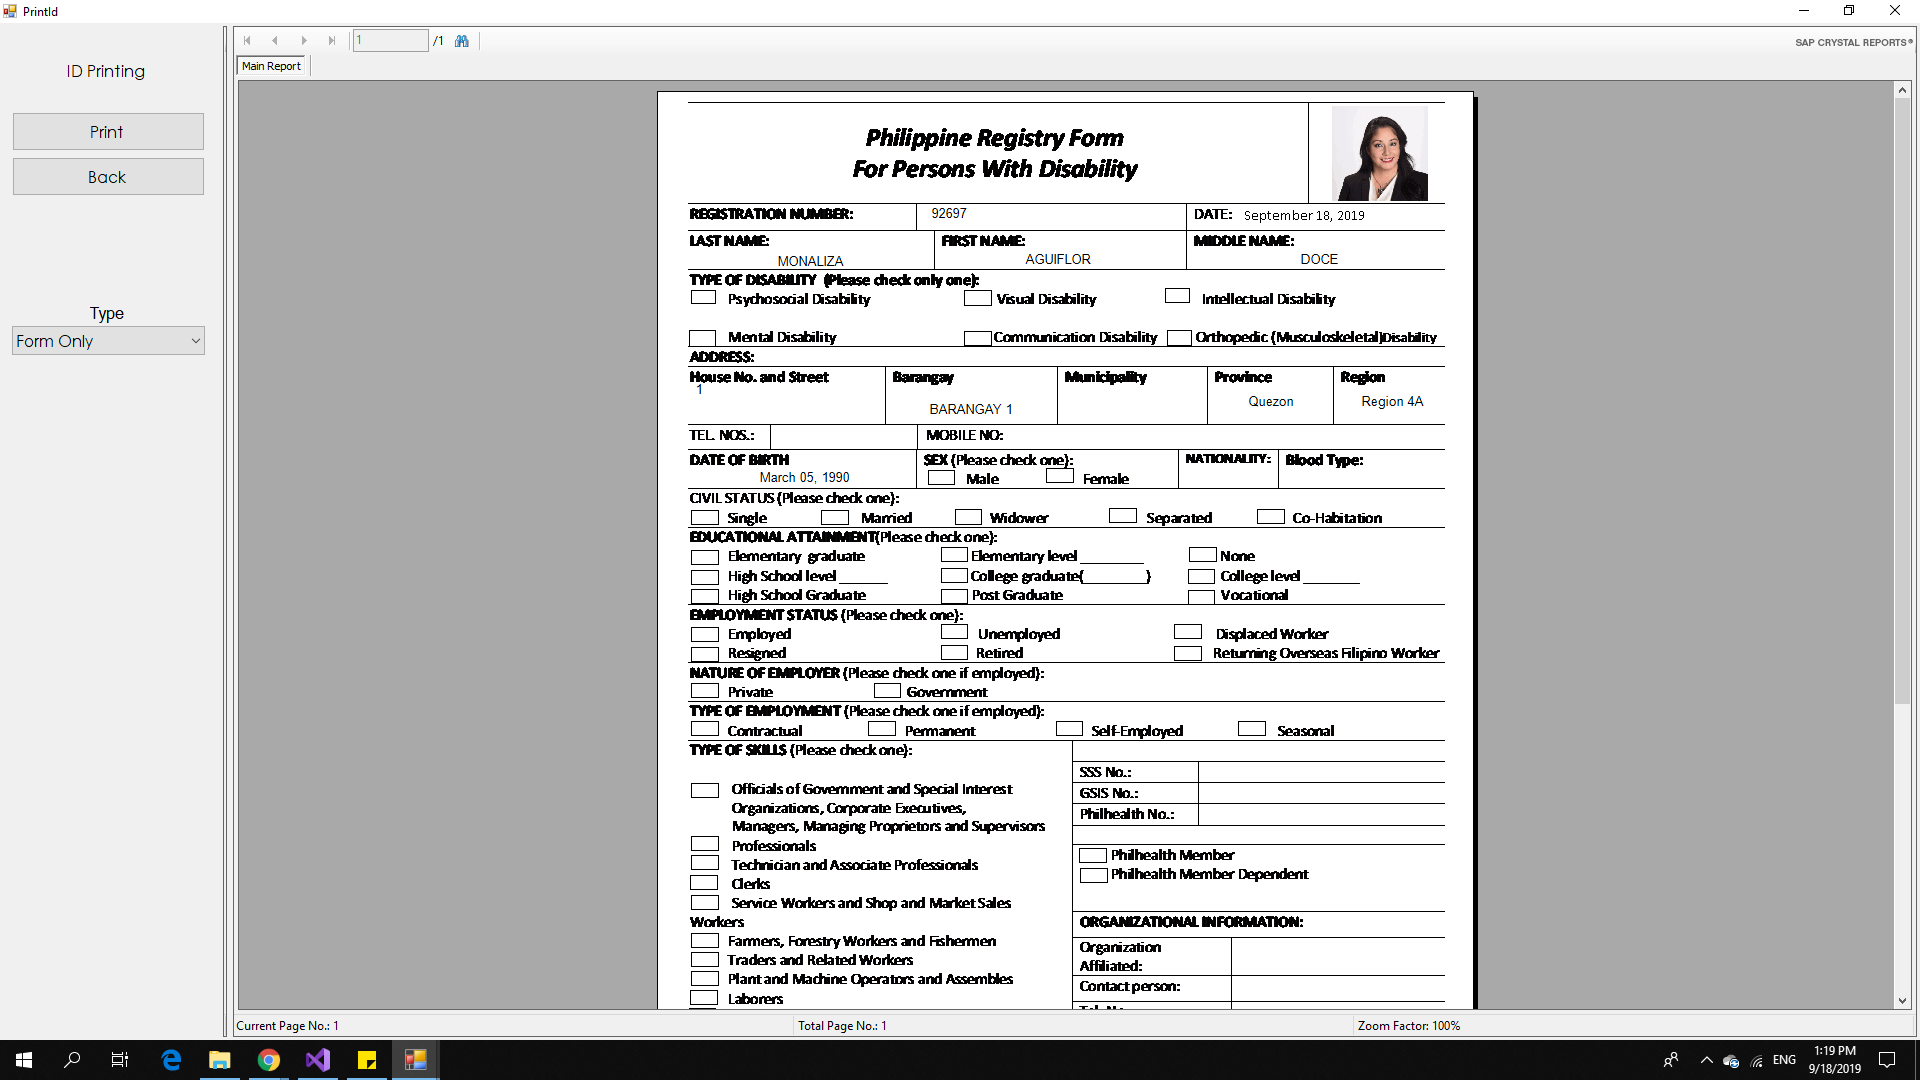 PrintId
ID Printing
Print
Back
Type
Form Only
1 /1
SAP CRYSTAL REPORTS®
Main Report
Philippine Registry Form
For Persons With Disability
REGISTRATION NUMBER: 92697 DATE: September 18, 2019
LAST NAME: FIRST NAME: MIDDLE NAME:
MONALIZA AGUIFLOR DOCE
TYPE OF DISABILITY (Please check only one):
Psychosocial Disability Visual Disability Intellectual Disability
Mental Disability Communication Disability Orthopedic (Musculoskeletal)Disability
ADDRESS:
House No. and Street Barangay Municipality Province Region
1 BARANGAY 1 Quezon Region 4A
TEL. NOS.: MOBILE NO:
DATE OF BIRTH SEX (Please check one): NATIONALITY: Blood Type:
March 05, 1990 Male Female
CIVIL STATUS (Please check one):
Single Married Widower Separated Co-Habitation
EDUCATIONAL ATTAINMENT(Please check one):
Elementary graduate Elementary level ________ None
High School level ______ College graduate(________) College level _______
High School Graduate Post Graduate Vocational
EMPLOYMENT STATUS (Please check one):
Employed Unemployed Displaced Worker
Resigned Retired Returning Overseas Filipino Worker
NATURE OF EMPLOYER (Please check one if employed):
Private Government
TYPE OF EMPLOYMENT (Please check one if employed):
Contractual Permanent Self-Employed Seasonal
TYPE OF SKILLS (Please check one):
Officials of Government and Special Interest
Organizations, Corporate Executives,
Managers, Managing Proprietors and Supervisors
Professionals
Technician and Associate Professionals
Clerks
Service Workers and Shop and Market Sales
Workers
Farmers, Forestry Workers and Fishermen
Traders and Related Workers
Plant and Machine Operators and Assembles
Laborers
SSS No.:
GSIS No.:
Philhealth No.:
Philhealth Member
Philhealth Member Dependent
ORGANIZATIONAL INFORMATION:
Organization
Affiliated:
Contact person:
Current Page No.: 1 Total Page No.: 1 Zoom Factor: 100%
ENG
1:19 PM
9/18/2019